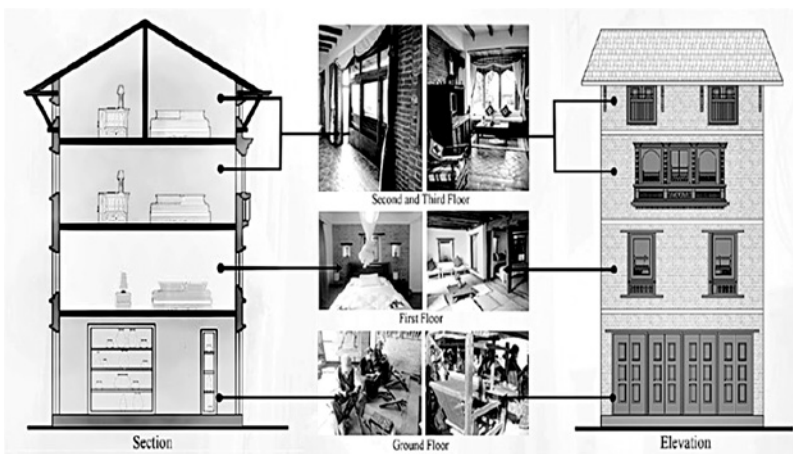 Second and Third Floor
First Floor
Ground Floor
Section
Elevation